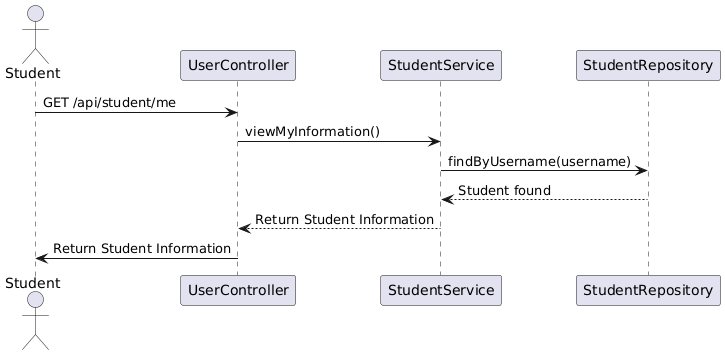 Student
UserController
StudentService
StudentRepository
GET /api/student/me
viewMyInformation()
findByUsername(username)
Student found
Return Student Information
Return Student Information
Student
UserController
StudentService
StudentRepository